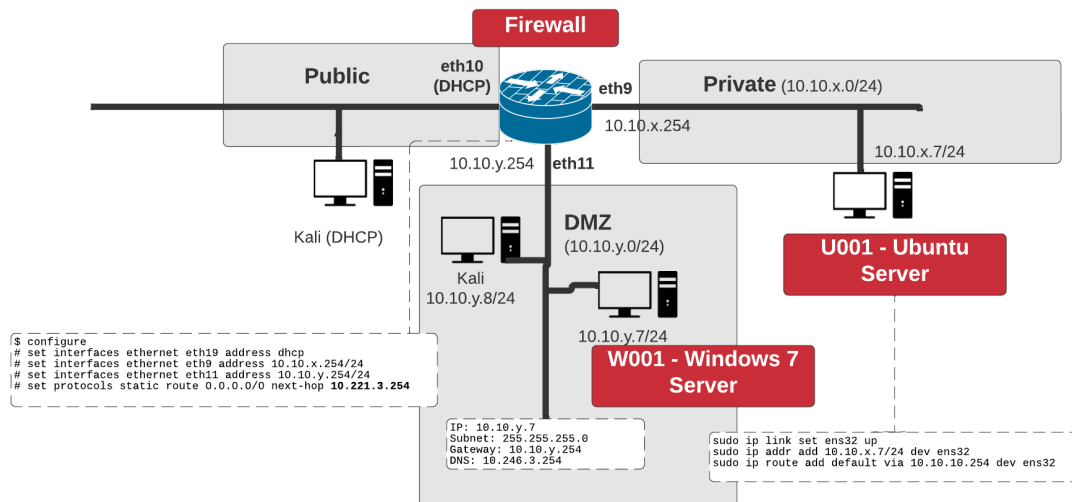 Firewall
Public
eth10
(DHCP)
eth9
Private (10.10.x.0/24)
10.10.x.254
10.10.x.7/24
10.10.y.254
eth11
Kali (DHCP)
DMZ
(10.10.y.0/24)
Kali
10.10.y.8/24
10.10.y.7/24
U001 - Ubuntu
Server
W001 - Windows 7
Server
$ configure
# set interfaces ethernet eth19 address dhcp
# set interfaces ethernet eth9 address 10.10.x.254/24
# set interfaces ethernet eth11 address 10.10.y.254/24
# set protocols static route 0.0.0.0/0 next-hop 10.221.3.254
IP: 10.10.y.7
Subnet: 255.255.255.0
Gateway: 10.10.y.254
DNS: 10.246.3.254
sudo ip link set ens32 up
sudo ip addr add 10.10.x.7/24 dev ens32
sudo ip route add default via 10.10.10.254 dev ens32